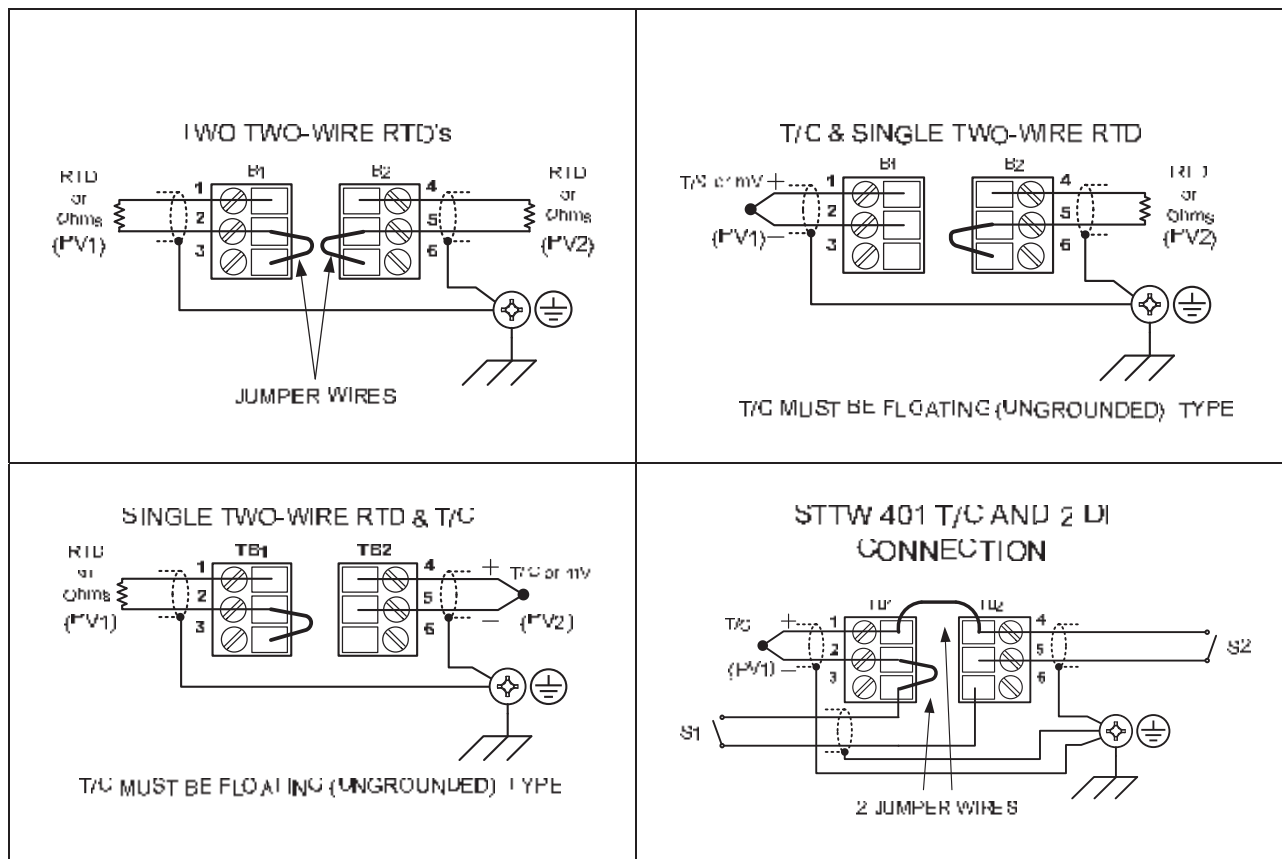 TWO TWO-WIRE RTD's
B1 B2
RTD
or
Ohms
(PV1)
1
2
3
4
5
6
RTD
or
Ohms
(PV2)
JUMPER WIRES
T/C & SINGLE TWO-WIRE RTD
B1 B2
T/C or mV +
(PV1) –
1
2
3
4
5
6
RTD
or
Ohms
(PV2)
T/C MUST BE FLOATING (UNGROUNDED) TYPE
SINGLE TWO-WIRE RTD & T/C
TB1 TB2
RTD
or
Ohms
(PV1)
1
2
3
4
5
6
+ T/C or mV
– (PV2)
T/C MUST BE FLOATING (UNGROUNDED) TYPE
STTW 401 T/C AND 2 DI
CONNECTION
TB1 TB2
T/C +
(PV1) –
1
2
3
4
5
6
S2
S1
2 JUMPER WIRES